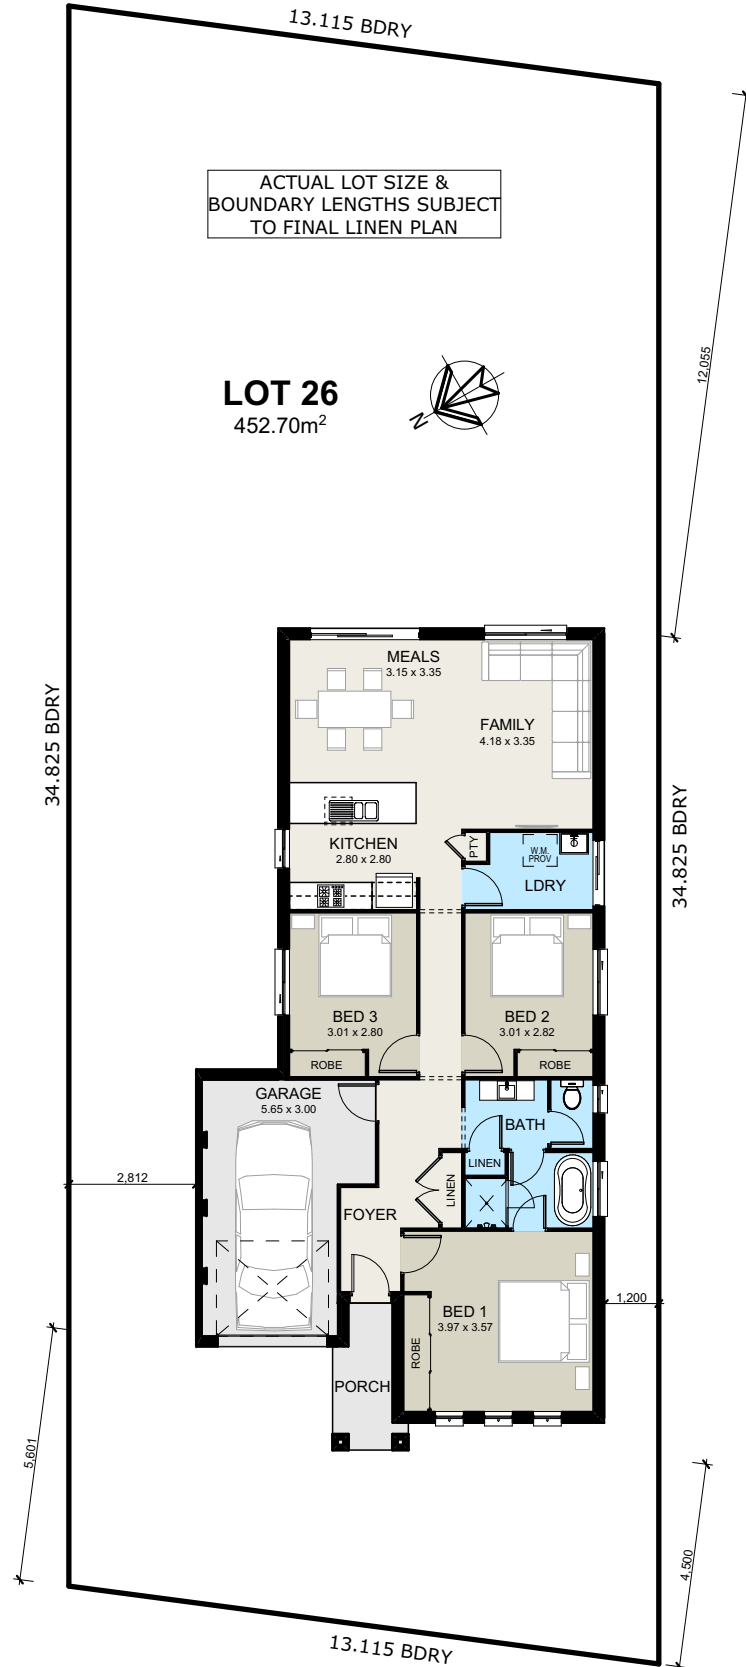 13.115 BDRY
ACTUAL LOT SIZE &
BOUNDARY LENGTHS SUBJECT
TO FINAL LINEN PLAN
12,055
LOT 26
452.70m²
N
34.825 BDRY
34.825 BDRY
MEALS
3.15 x 3.35
FAMILY
4.18 x 3.35
KITCHEN
2.80 x 2.80
PTY
W.M.
PROV
LDRY
BED 3
3.01 x 2.80
ROBE
BED 2
3.01 x 2.82
ROBE
GARAGE
5.65 x 3.00
BATH
LINEN
LINEN
2,812
FOYER
BED 1
3.97 x 3.57
ROBE
1,200
PORCH
5,601
4,500
13.115 BDRY